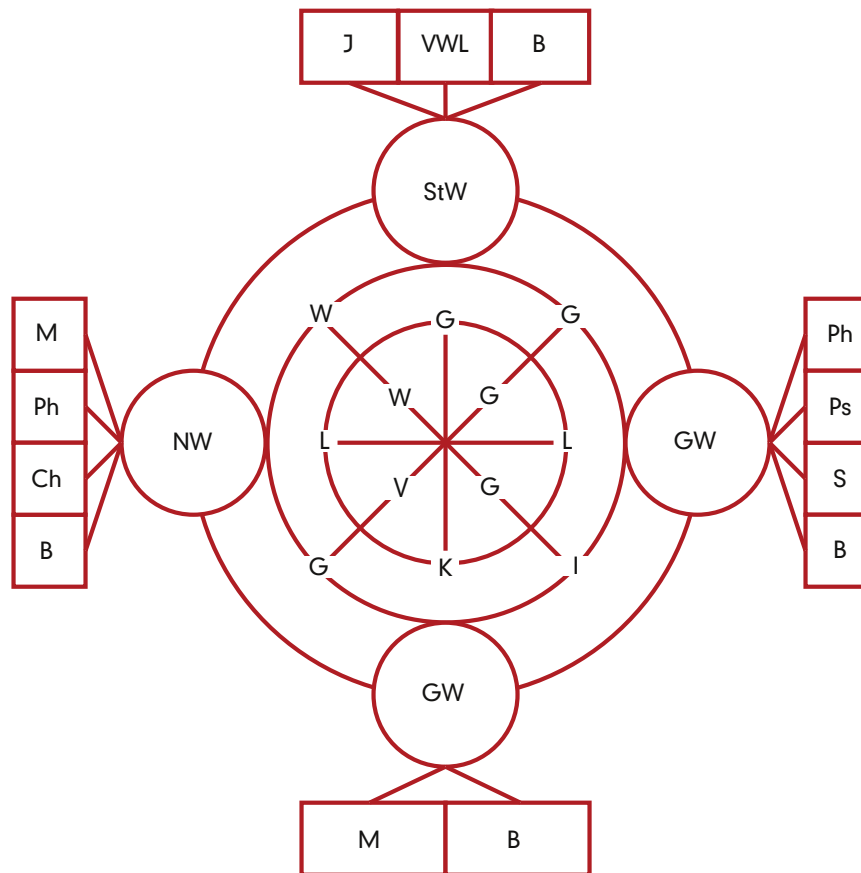 J VWL B
StW
W G G
M Ph
Ph W G Ps
NW L L GW
Ch V G S
B G K I B
GW
M B